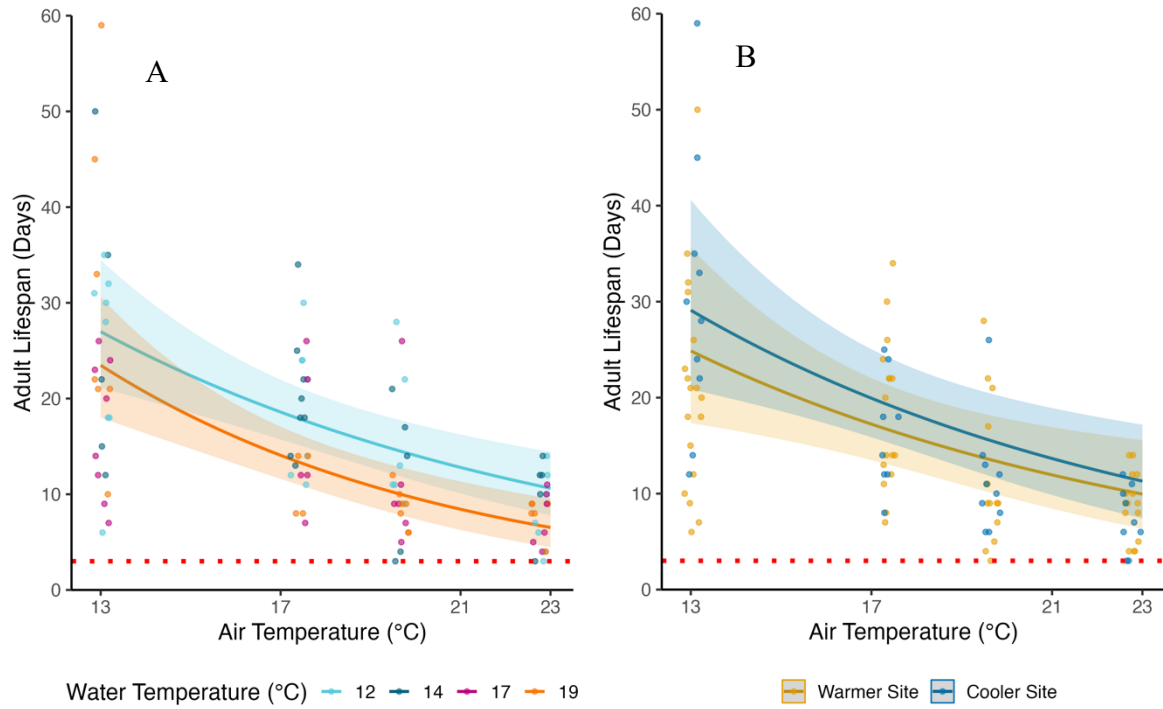 A
B
60
50
40
30
20
10
0
Adult Lifespan (Days)
13
17
21
23
Air Temperature (°C)
60
50
40
30
20
10
0
Adult Lifespan (Days)
13
17
21
23
Air Temperature (°C)
Water Temperature (°C) 12 14 17 19
Warmer Site Cooler Site